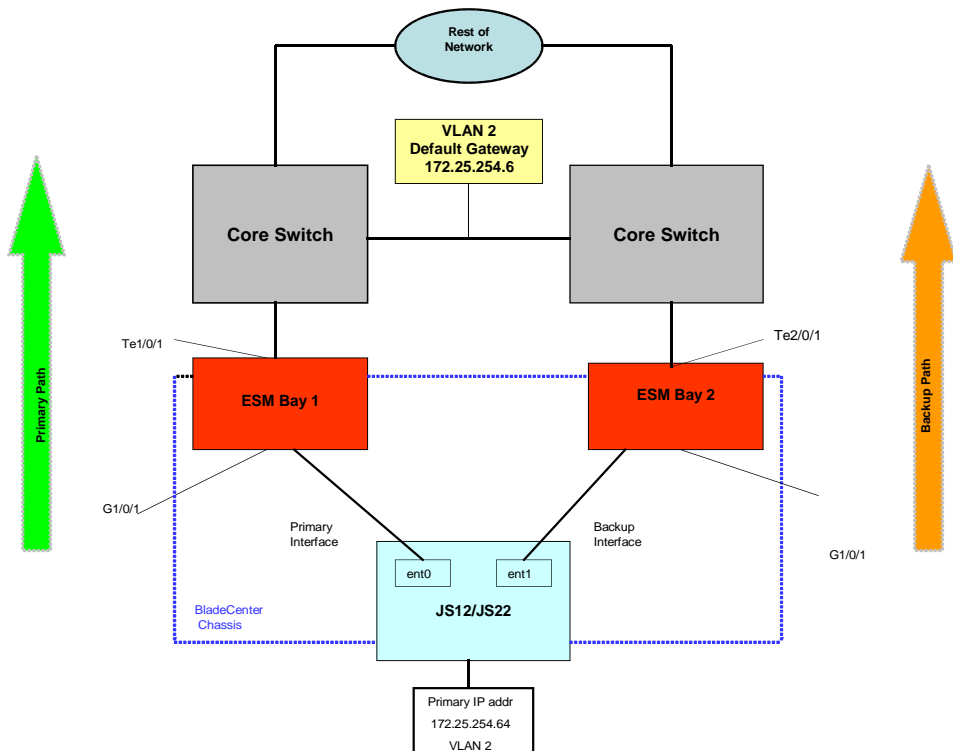 Rest of
Network
VLAN 2
Default Gateway
172.25.254.6
Core Switch
Core Switch
Te1/0/1
Te2/0/1
Primary Path
Backup Path
ESM Bay 1
ESM Bay 2
G1/0/1
G1/0/1
Primary
Interface
Backup
Interface
ent0
ent1
JS12/JS22
BladeCenter
Chassis
Primary IP addr
172.25.254.64
VLAN 2